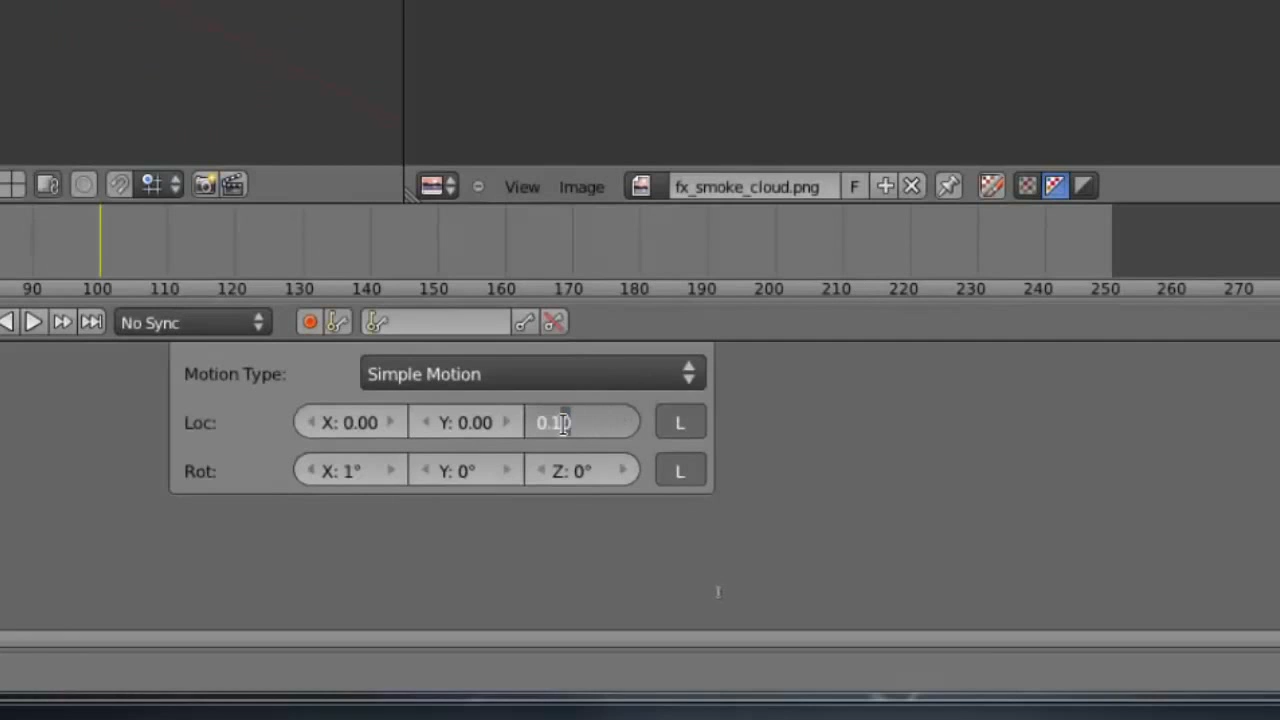 View Image fx_smoke_cloud.png F
90 100 110 120 130 140 150 160 170 180 190 200 210 220 230 240 250 260 270
No Sync
Motion Type: Simple Motion
Loc: X: 0.00 Y: 0.00 0.10 L
Rot: X: 1° Y: 0° Z: 0° L